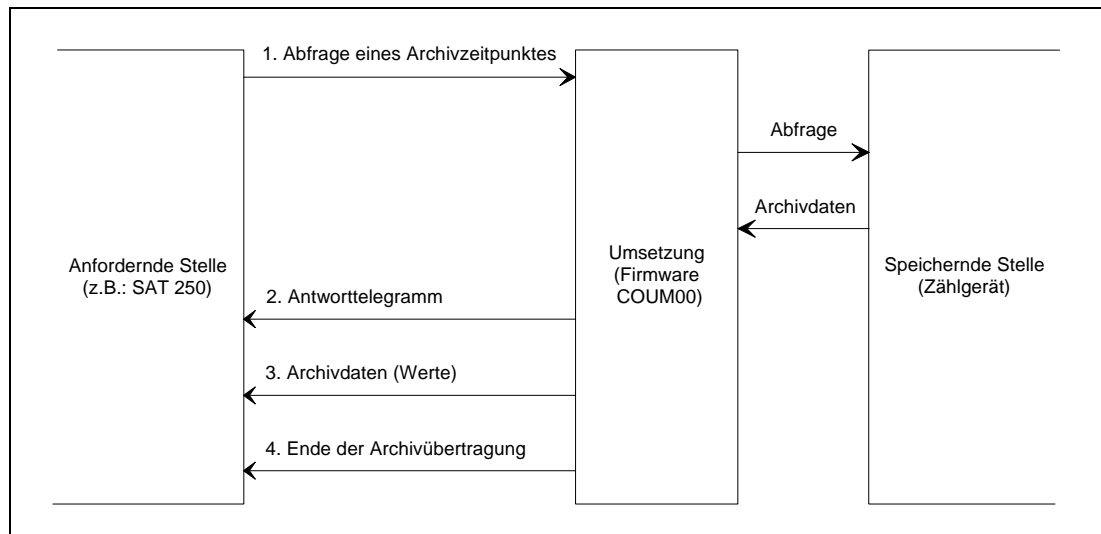 1. Abfrage eines Archivzeitpunktes
Abfrage
Archivdaten
Anfordernde Stelle
(z.B.: SAT 250)
Umsetzung
(Firmware
COUM00)
Speichernde Stelle
(Zählgerät)
2. Antworttelegramm
3. Archivdaten (Werte)
4. Ende der Archivübertragung